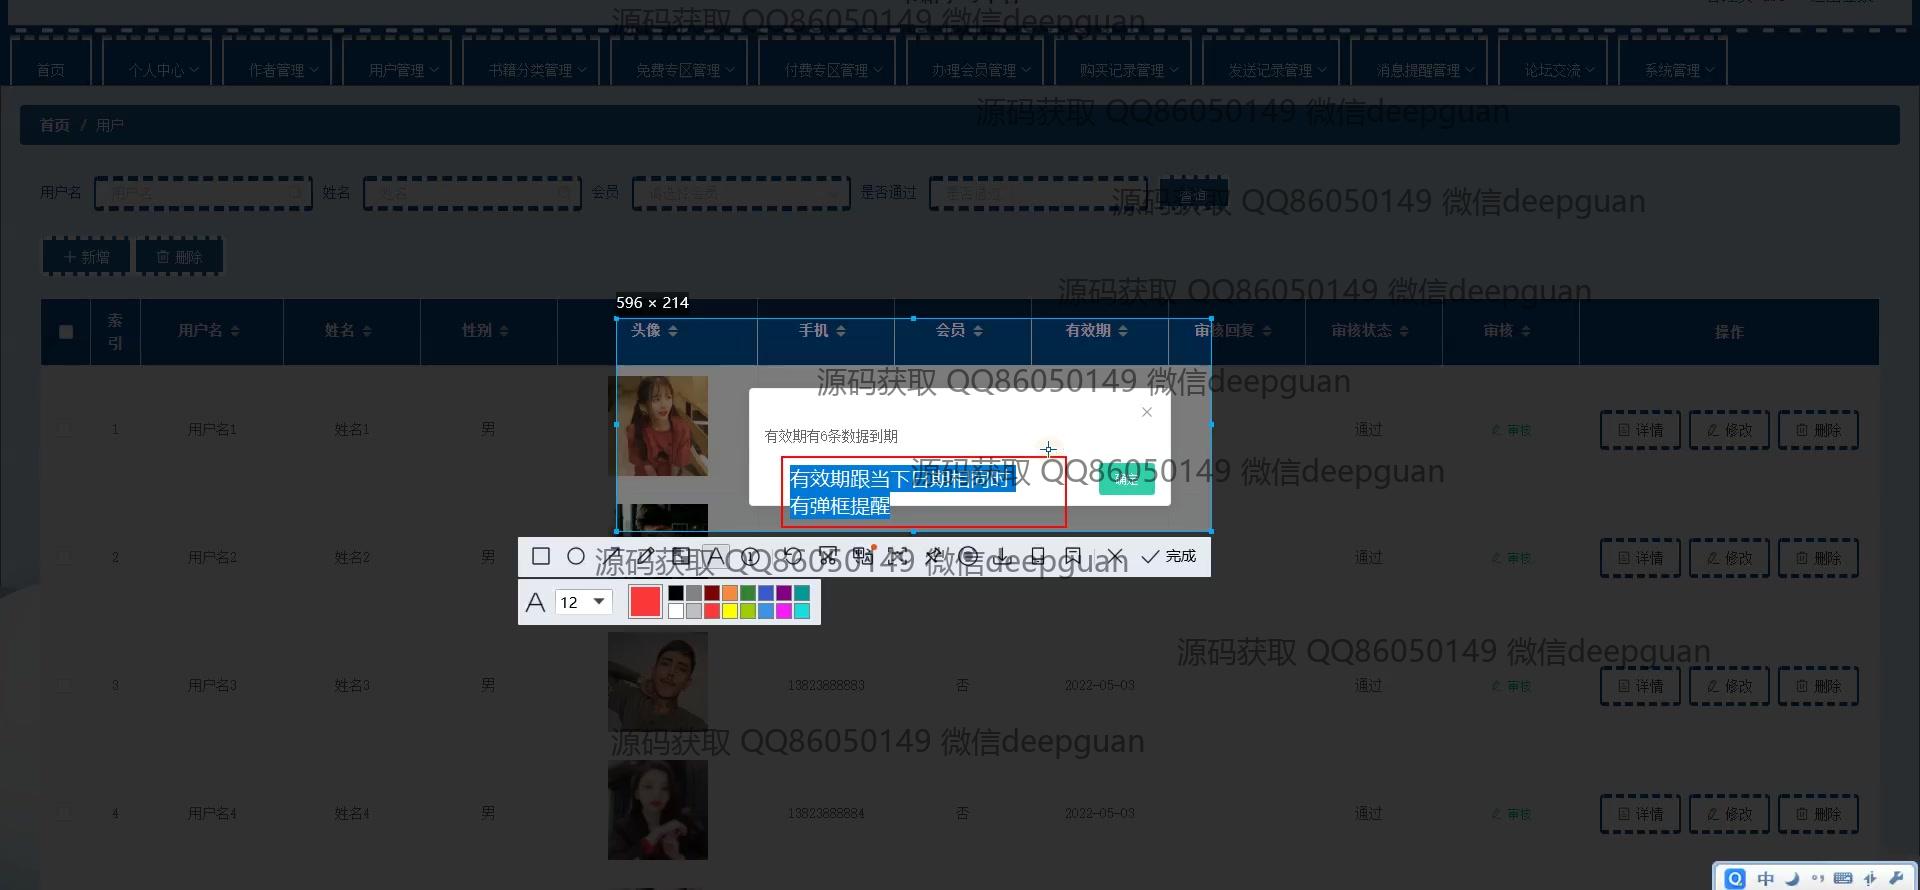 源码获取 QQ86050149 微信deepguan
首页
个人中心
作者管理
用户管理
书籍分类管理
免费专区管理
付费专区管理
办理会员管理
购买记录管理
发送记录管理
消息提醒管理
论坛交流
系统管理
源码获取 QQ86050149 微信deepguan
首页 / 用户
用户名 用户名 姓名 姓名 会员 请选择会员 是否通过 是否通过 查询
源码获取 QQ86050149 微信deepguan
新增 删除
源码获取 QQ86050149 微信deepguan
596 × 214
索引 用户名 姓名 性别 头像 手机 会员 有效期 审核回复 审核状态 审核 操作
源码获取 QQ86050149 微信deepguan
1 用户名1 姓名1 男 通过 审核 详情 修改 删除
有效期有6条数据到期
源码获取 QQ86050149 微信deepguan
有效期跟当下日期相同时
有弹框提醒
确定
2 用户名2 姓名2 男 通过 审核 详情 修改 删除
源码获取 QQ86050149 微信deepguan
完成
A 12
源码获取 QQ86050149 微信deepguan
3 用户名3 姓名3 男 13823888883 否 2022-05-03 通过 审核 详情 修改 删除
源码获取 QQ86050149 微信deepguan
4 用户名4 姓名4 男 13823888884 否 2022-05-03 通过 审核 详情 修改 删除
中